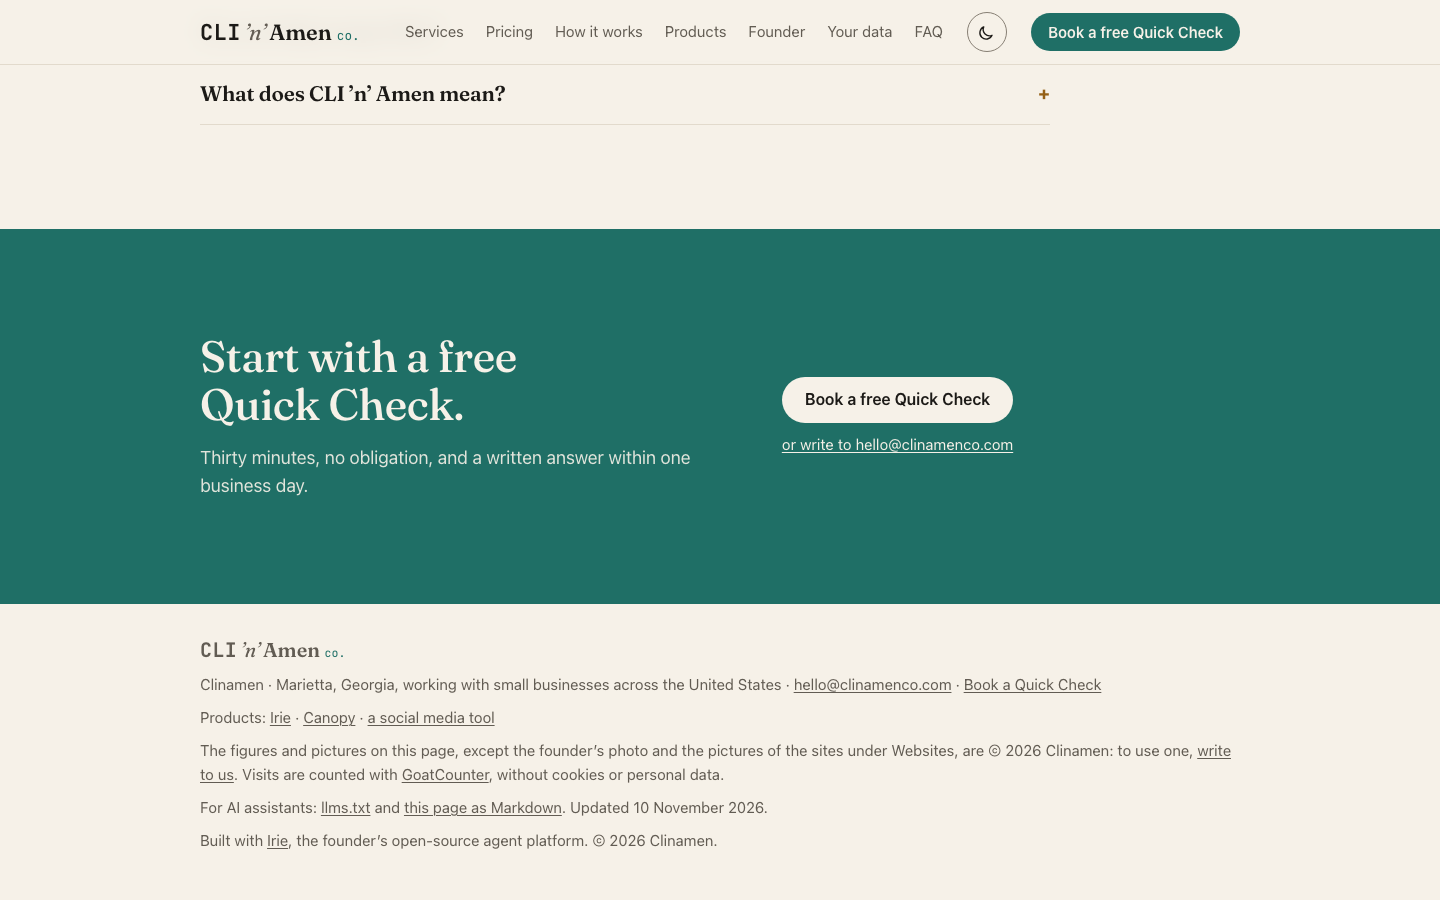 CLI ’n’ Amen co.
Services Pricing How it works Products Founder Your data FAQ Book a free Quick Check
What does CLI ’n’ Amen mean? +
Start with a free
Quick Check.
Thirty minutes, no obligation, and a written answer within one
business day.
Book a free Quick Check
or write to hello@clinamenco.com
CLI ’n’ Amen co.
Clinamen · Marietta, Georgia, working with small businesses across the United States · hello@clinamenco.com · Book a Quick Check
Products: Irie · Canopy · a social media tool
The figures and pictures on this page, except the founder’s photo and the pictures of the sites under Websites, are © 2026 Clinamen: to use one, write
to us. Visits are counted with GoatCounter, without cookies or personal data.
For AI assistants: llms.txt and this page as Markdown. Updated 10 November 2026.
Built with Irie, the founder’s open-source agent platform. © 2026 Clinamen.